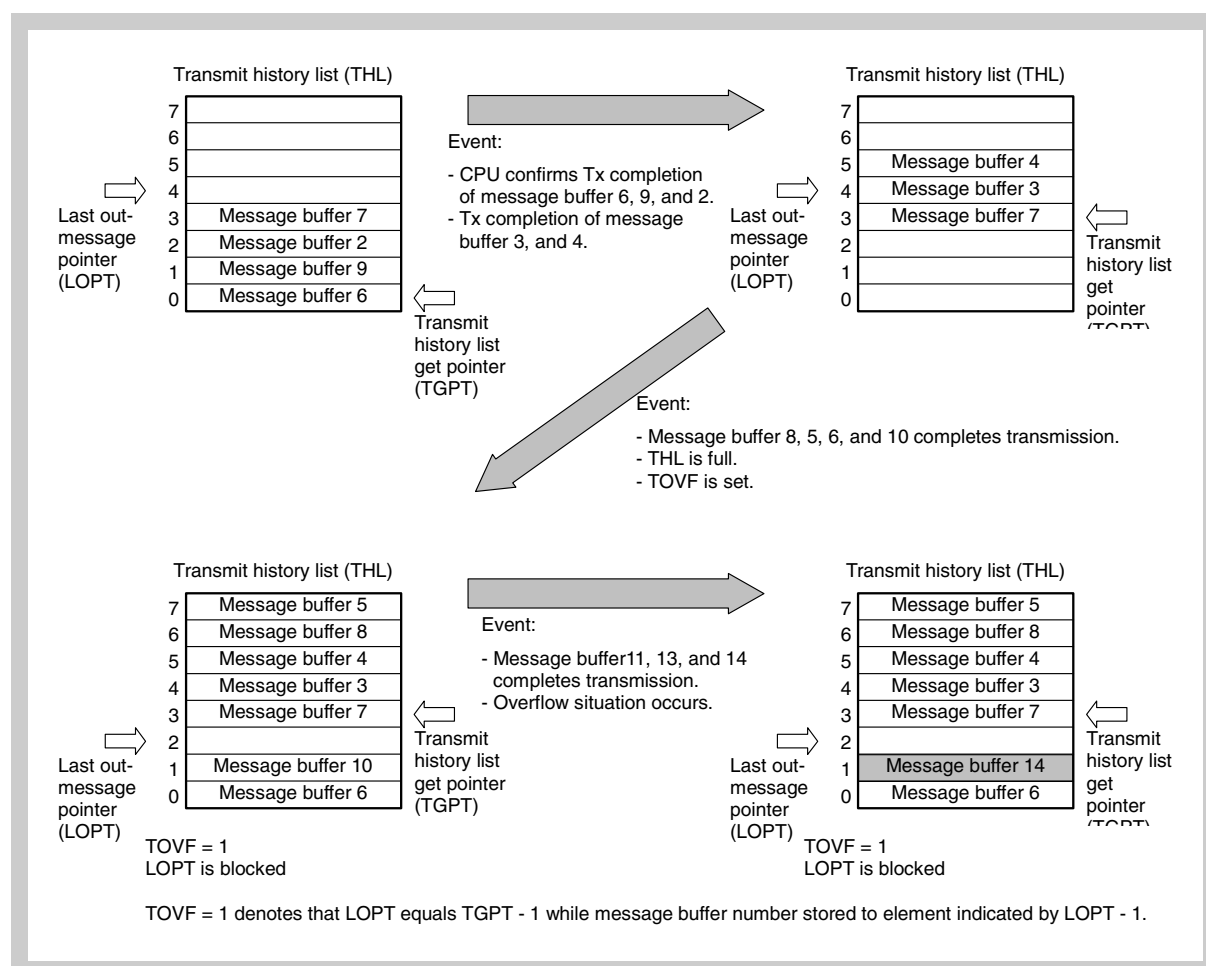 Transmit history list (THL)
7
6
5
4
3 Message buffer 7
2 Message buffer 2
1 Message buffer 9
0 Message buffer 6
Last out-
message
pointer
(LOPT)
Transmit
history list
get pointer
(TGPT)
Event:
- CPU confirms Tx completion
of message buffer 6, 9, and 2.
- Tx completion of message
buffer 3, and 4.
Transmit history list (THL)
7
6
5 Message buffer 4
4 Message buffer 3
3 Message buffer 7
2
1
0
Last out-
message
pointer
(LOPT)
Transmit
history list
get
pointer
(TGPT)
Event:
- Message buffer 8, 5, 6, and 10 completes transmission.
- THL is full.
- TOVF is set.
Transmit history list (THL)
7 Message buffer 5
6 Message buffer 8
5 Message buffer 4
4 Message buffer 3
3 Message buffer 7
2
1 Message buffer 10
0 Message buffer 6
Last out-
message
pointer
(LOPT)
Transmit
history list
get pointer
(TGPT)
TOVF = 1
LOPT is blocked
Event:
- Message buffer11, 13, and 14
completes transmission.
- Overflow situation occurs.
Transmit history list (THL)
7 Message buffer 5
6 Message buffer 8
5 Message buffer 4
4 Message buffer 3
3 Message buffer 7
2
1 Message buffer 14
0 Message buffer 6
Last out-
message
pointer
(LOPT)
Transmit
history list
get
pointer
(TGPT)
TOVF = 1
LOPT is blocked
TOVF = 1 denotes that LOPT equals TGPT - 1 while message buffer number stored to element indicated by LOPT - 1.